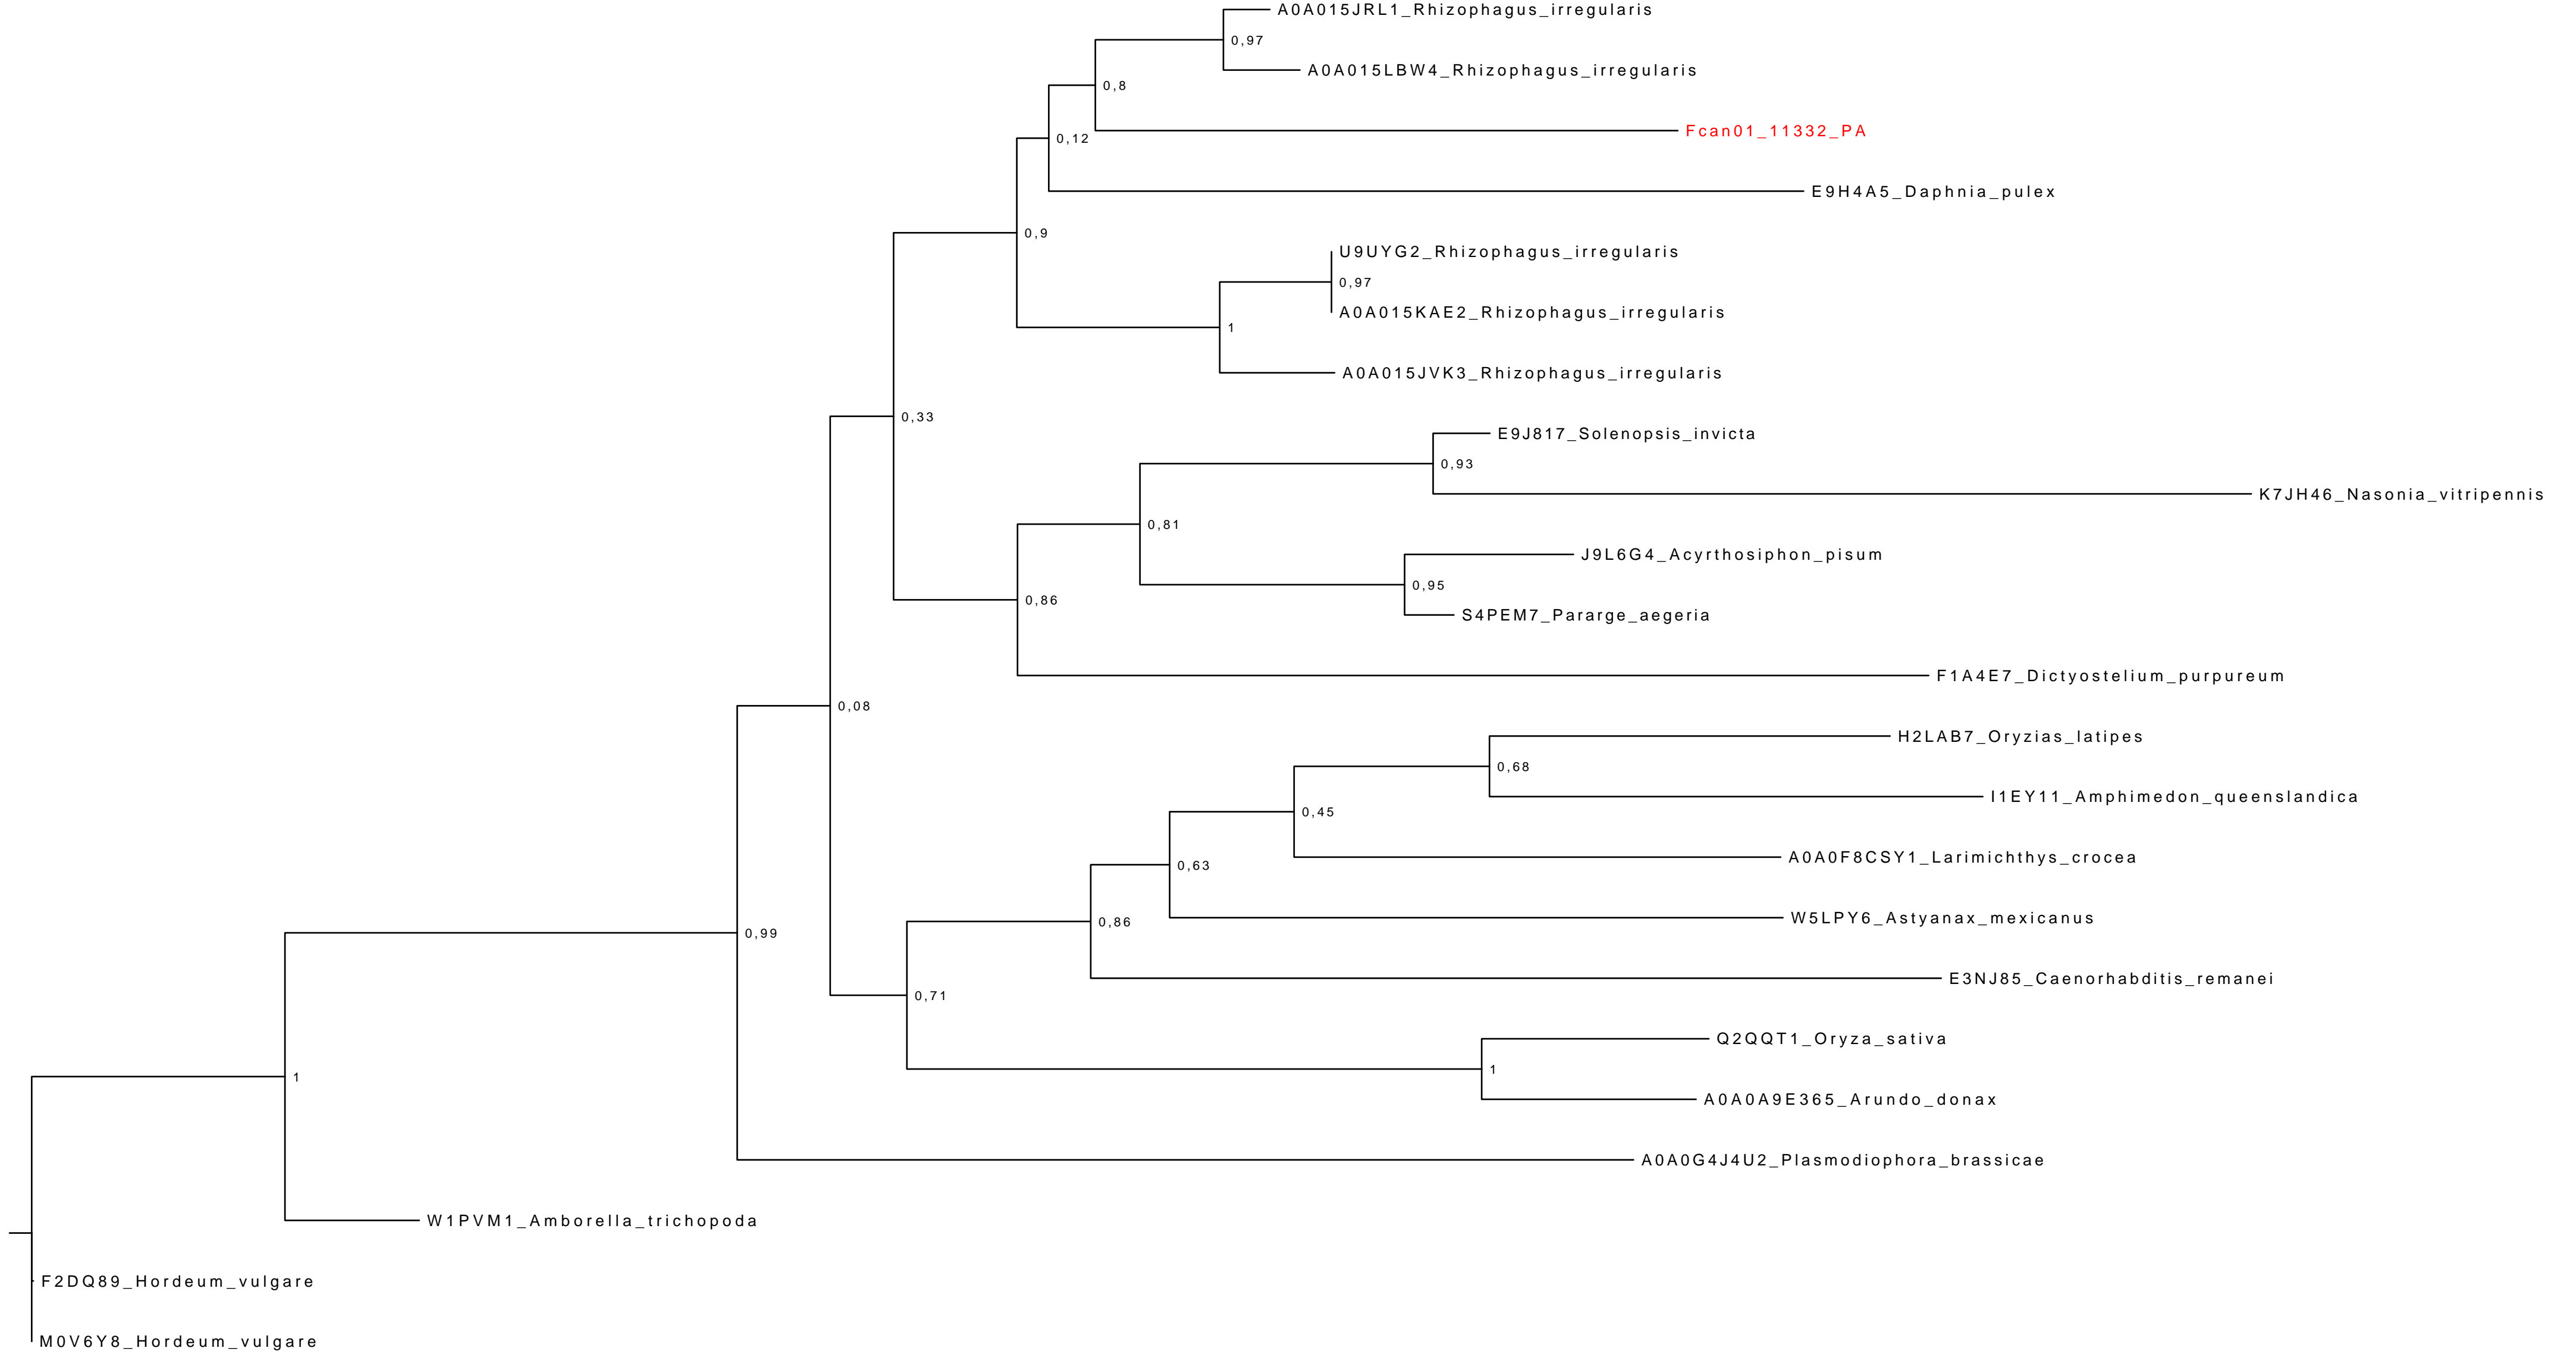 A0A015JRL1_Rhizophagus_irregularis
0,97
A0A015LBW4_Rhizophagus_irregularis
0,8
Fcan01_11332_PA
0,12
E9H4A5_Daphnia_pulex
0,9
U9UYG2_Rhizophagus_irregularis
0,97
A0A015KAE2_Rhizophagus_irregularis
1
A0A015JVK3_Rhizophagus_irregularis
0,33
E9J817_Solenopsis_invicta
0,93
K7JH46_Nasonia_vitripennis
0,81
J9L6G4_Acyrthosiphon_pisum
0,95
0,86
S4PEM7_Pararge_aegeria
F1A4E7_Dictyostelium_purpureum
0,08
H2LAB7_Oryzias_latipes
0,68
I1EY11_Amphimedon_queenslandica
0,45
A0A0F8CSY1_Larimichthys_crocea
0,63
W5LPY6_Astyanax_mexicanus
0,86
0,99
E3NJ85_Caenorhabditis_remanei
0,71
Q2QQT1_Oryza_sativa
1
1
A0A0A9E365_Arundo_donax
A0A0G4J4U2_Plasmodiophora_brassicae
W1PVM1_Amborella_trichopoda
F2DQ89_Hordeum_vulgare
M0V6Y8_Hordeum_vulgare